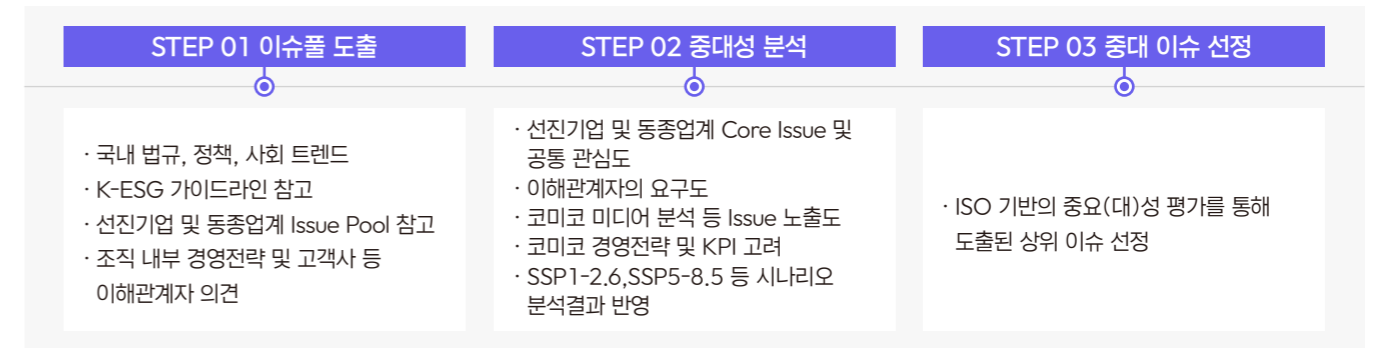 STEP 01 이슈풀 도출
· 국내 법규, 정책, 사회 트렌드
· K-ESG 가이드라인 참고
· 선진기업 및 동종업계 Issue Pool 참고
· 조직 내부 경영전략 및 고객사 등
이해관계자 의견
STEP 02 중대성 분석
· 선진기업 및 동종업계 Core Issue 및
공통 관심도
· 이해관계자의 요구도
· 코미코 미디어 분석 등 Issue 노출도
· 코미코 경영전략 및 KPI 고려
· SSP1-2.6,SSP5-8.5 등 시나리오
분석결과 반영
STEP 03 중대 이슈 선정
· ISO 기반의 중요(대)성 평가를 통해
도출된 상위 이슈 선정